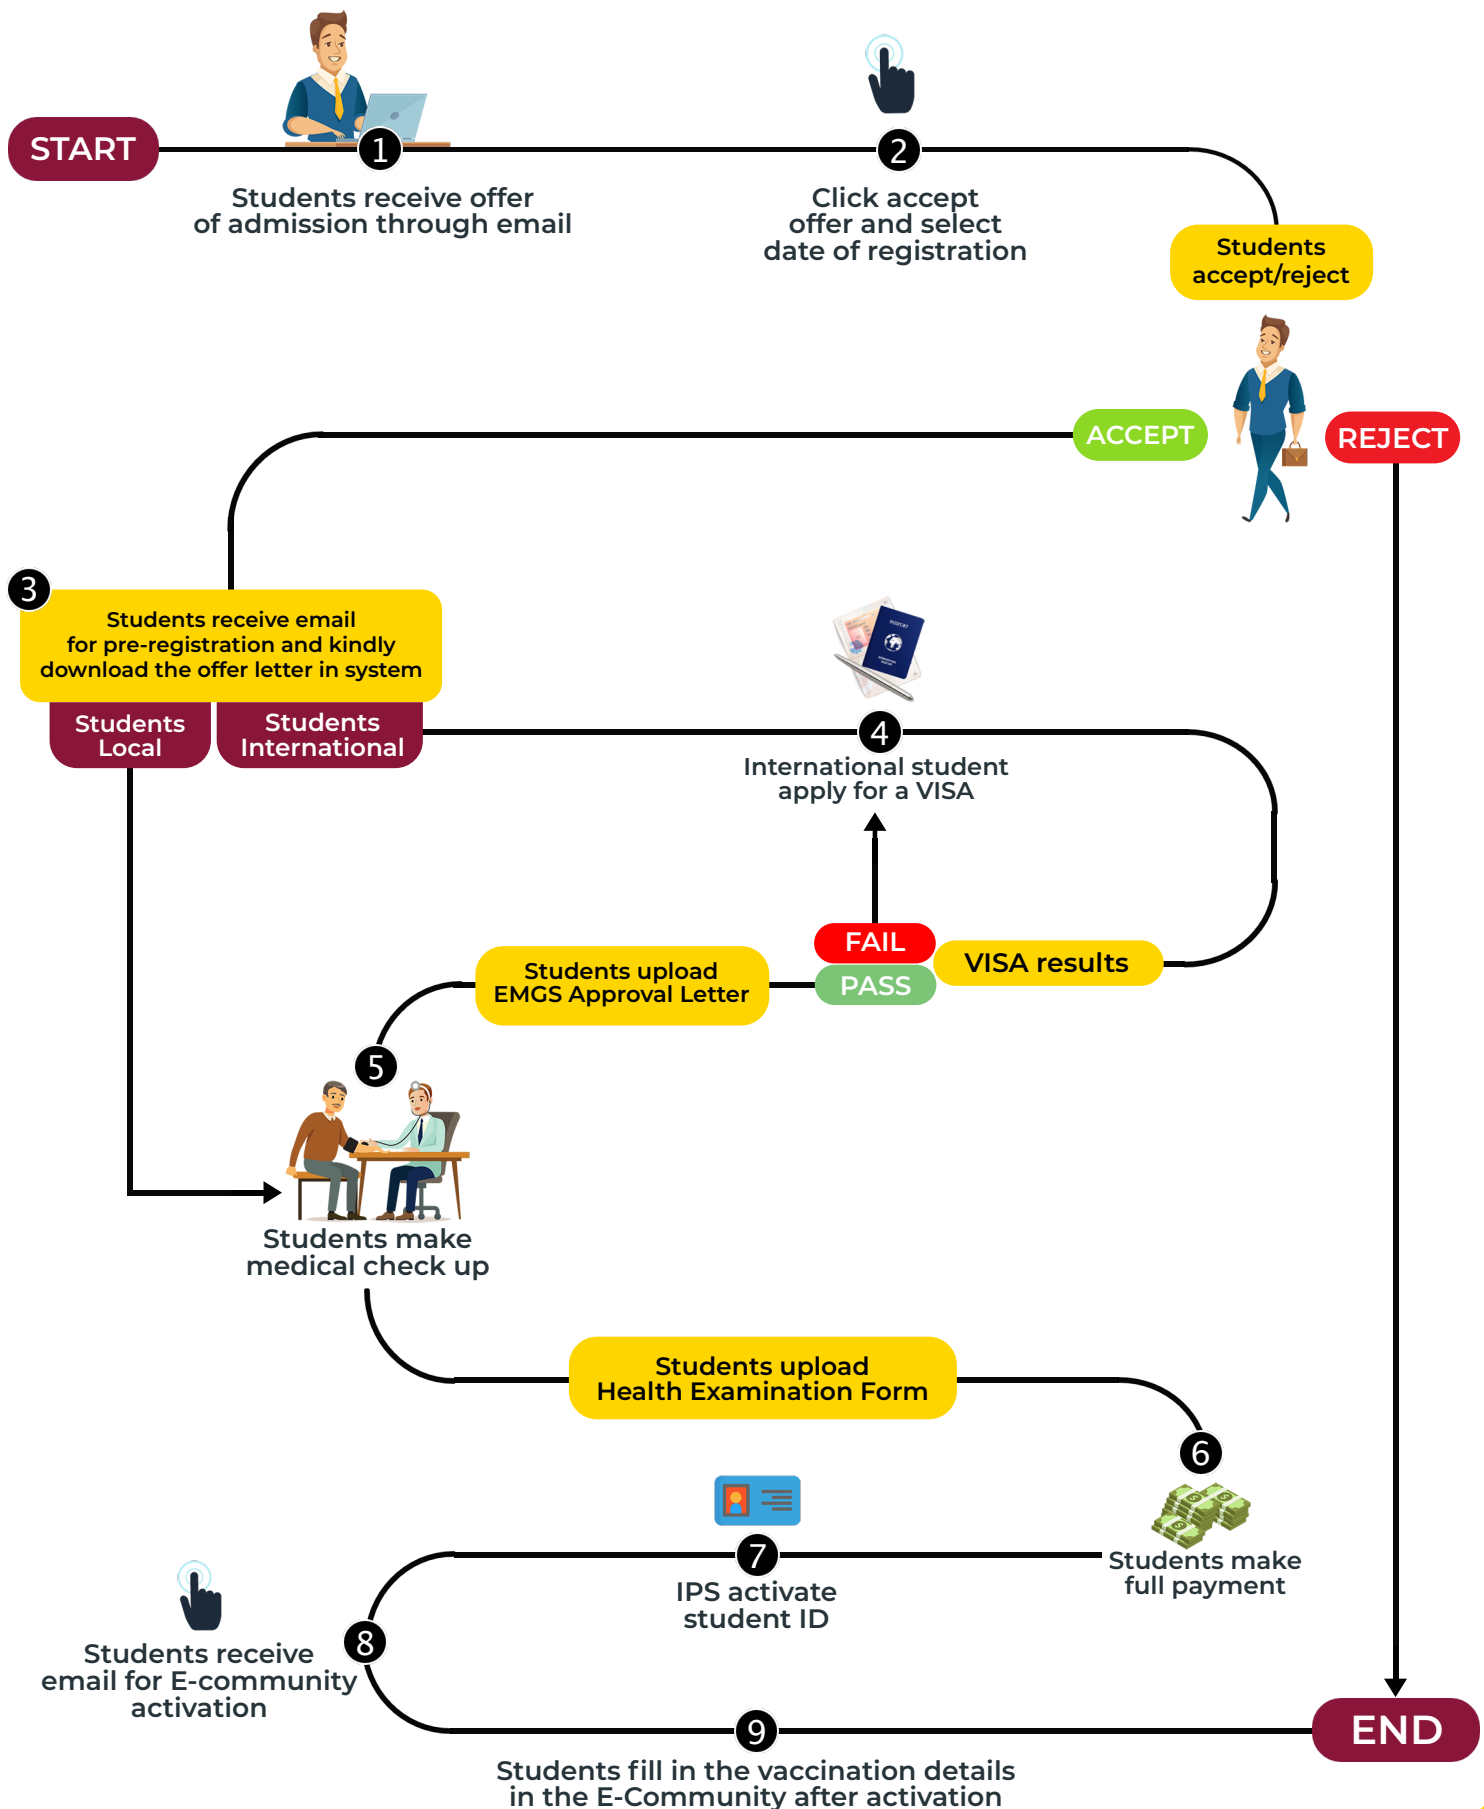 START
1
Students receive offer
of admission through email
2
Click accept
offer and select
date of registration
Students
accept/reject
ACCEPT
REJECT
3
Students receive email
for pre-registration and kindly
download the offer letter in system
Students
Local
Students
International
PASSPORT
4
International student
apply for a VISA
FAIL
PASS
VISA results
Students upload
EMGS Approval Letter
5
Students make
medical check up
Students upload
Health Examination Form
6
Students make
full payment
7
IPS activate
student ID
8
Students receive
email for E-community
activation
9
Students fill in the vaccination details
in the E-Community after activation
END